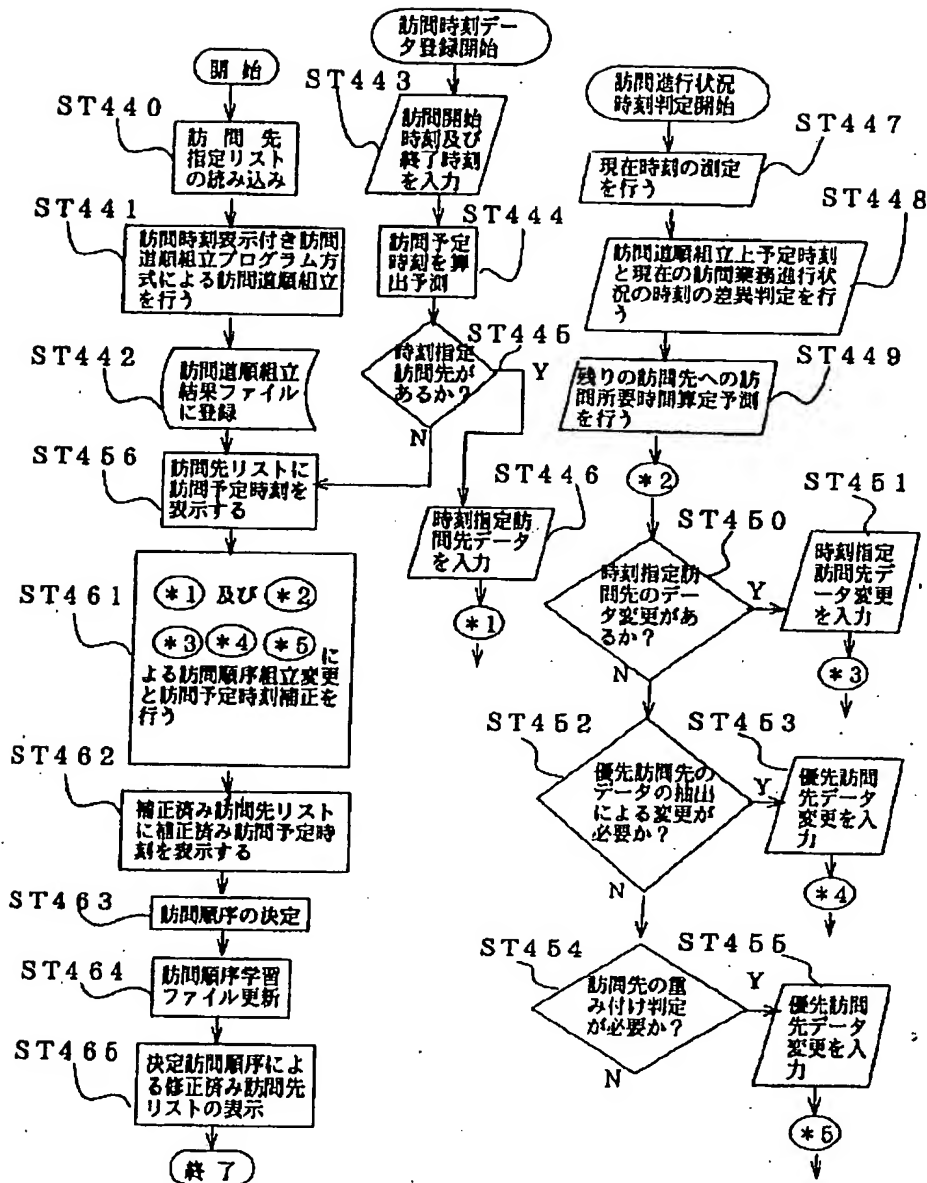 開始
ST440
訪問先
指定リスト
の読み込み
ST441
訪問時刻表示付き訪問
道順組立プログラム方
式による訪問道順組立
を行う
ST442
訪問道順組立
結果ファイル
に登録
ST456
訪問先リストに
訪問予定時刻を
表示する
ST461
*1 及び *2
*3 *4 *5 に
よる訪問順序組立変更
と訪問予定時刻補正を
行う
ST462
補正済み訪問先リスト
に補正済み訪問予定時
刻を表示する
ST463
訪問順序の決定
ST464
訪問順序学習
ファイル更新
ST465
決定訪問順序によ
る修正済み訪問先
リストの表示
終了
訪問時刻デー
タ登録開始
ST443
訪問開始
時刻及び
終了時刻
を入力
ST444
訪問予定
時刻を算
出予測
ST445
時刻指定
訪問先が
あるか?
Y
N
ST446
時刻指定訪
問先データ
を入力
*1
訪問進行状況
時刻判定開始
ST447
現在時刻の測定
を行う
ST448
訪問道順組立上予定時刻
と現在の訪問業務進行状
況の時刻の差異判定を行
う
ST449
残りの訪問先への訪
問所要時間算定予測
を行う
*2
ST450
時刻指定訪
問先のデー
タ変更があ
るか?
Y
N
ST451
時刻指定
訪問先デ
ータ変更
を入力
*3
ST452
優先訪問先の
データの抽出
による変更が
必要か?
Y
N
ST453
優先訪問
先データ
変更を入
力
*4
ST454
訪問先の重
み付け判定
が必要か?
Y
N
ST455
優先訪問
先データ
変更を入
力
*5